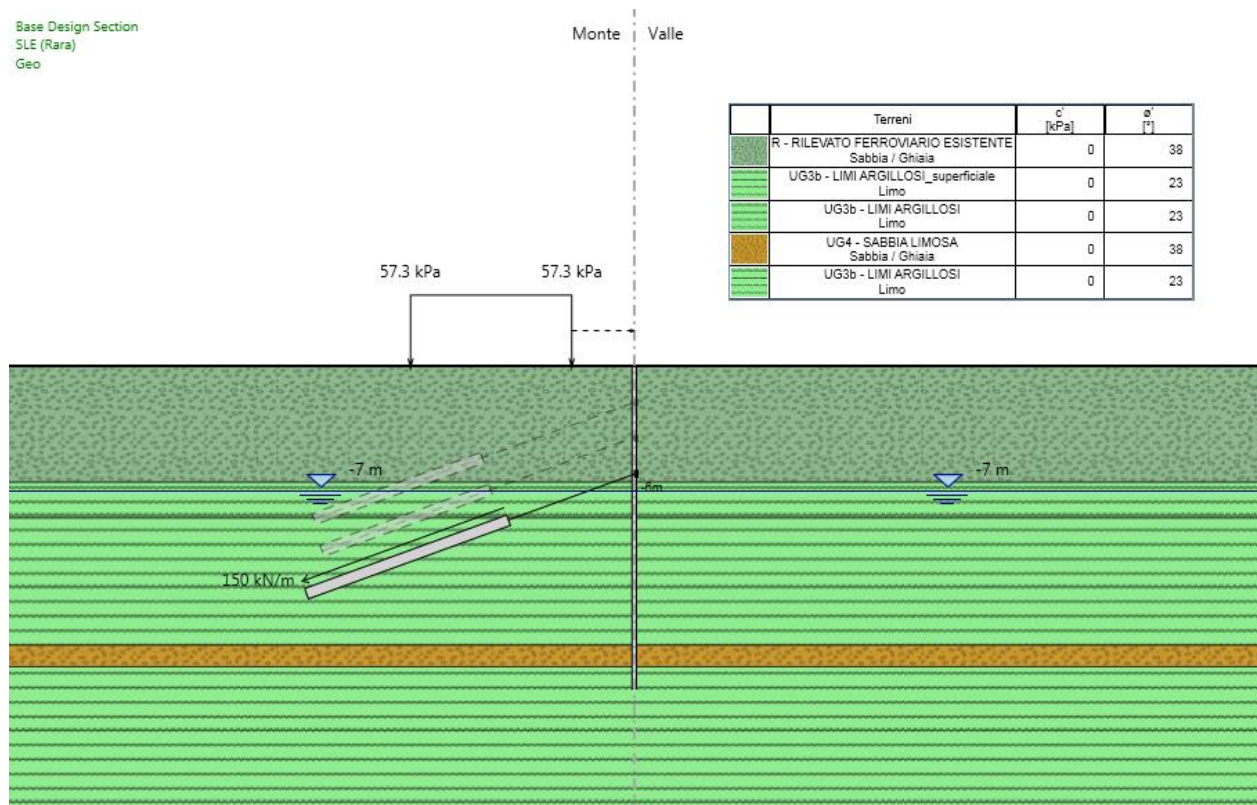 Base Design Section
SLE (Rara)
Geo
Monte
Valle
Terreni
c'
[kPa]
ø'
[°]
R - RILEVATO FERROVIARIO ESISTENTE
Sabbia / Ghiaia
0
38
UG3b - LIMI ARGILLOSI_superficiale
Limo
0
23
UG3b - LIMI ARGILLOSI
Limo
0
23
UG4 - SABBIA LIMOSA
Sabbia / Ghiaia
0
38
UG3b - LIMI ARGILLOSI
Limo
0
23
57.3 kPa
57.3 kPa
-7 m
-7 m
-6m
150 kN/m